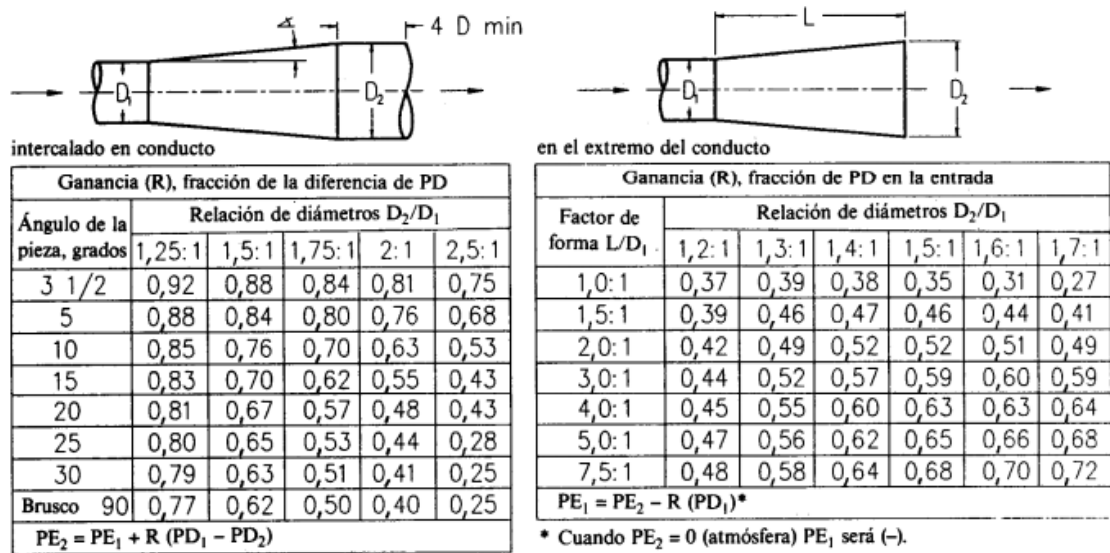 4 D min
D₁
D₂
intercalado en conducto
Ganancia (R), fracción de la diferencia de PD
Ángulo de la pieza, grados
Relación de diámetros D₂/D₁
1,25:1 1,5:1 1,75:1 2:1 2,5:1
3 1/2 0,92 0,88 0,84 0,81 0,75
5 0,88 0,84 0,80 0,76 0,68
10 0,85 0,76 0,70 0,63 0,53
15 0,83 0,70 0,62 0,55 0,43
20 0,81 0,67 0,57 0,48 0,43
25 0,80 0,65 0,53 0,44 0,28
30 0,79 0,63 0,51 0,41 0,25
Brusco 90 0,77 0,62 0,50 0,40 0,25
PE₂ = PE₁ + R (PD₁ – PD₂)
L
D₁
D₂
en el extremo del conducto
Ganancia (R), fracción de PD en la entrada
Factor de forma L/D₁
Relación de diámetros D₂/D₁
1,2:1 1,3:1 1,4:1 1,5:1 1,6:1 1,7:1
1,0:1 0,37 0,39 0,38 0,35 0,31 0,27
1,5:1 0,39 0,46 0,47 0,46 0,44 0,41
2,0:1 0,42 0,49 0,52 0,52 0,51 0,49
3,0:1 0,44 0,52 0,57 0,59 0,60 0,59
4,0:1 0,45 0,55 0,60 0,63 0,63 0,64
5,0:1 0,47 0,56 0,62 0,65 0,66 0,68
7,5:1 0,48 0,58 0,64 0,68 0,70 0,72
PE₁ = PE₂ – R (PD₁)*
* Cuando PE₂ = 0 (atmósfera) PE₁ será (–).